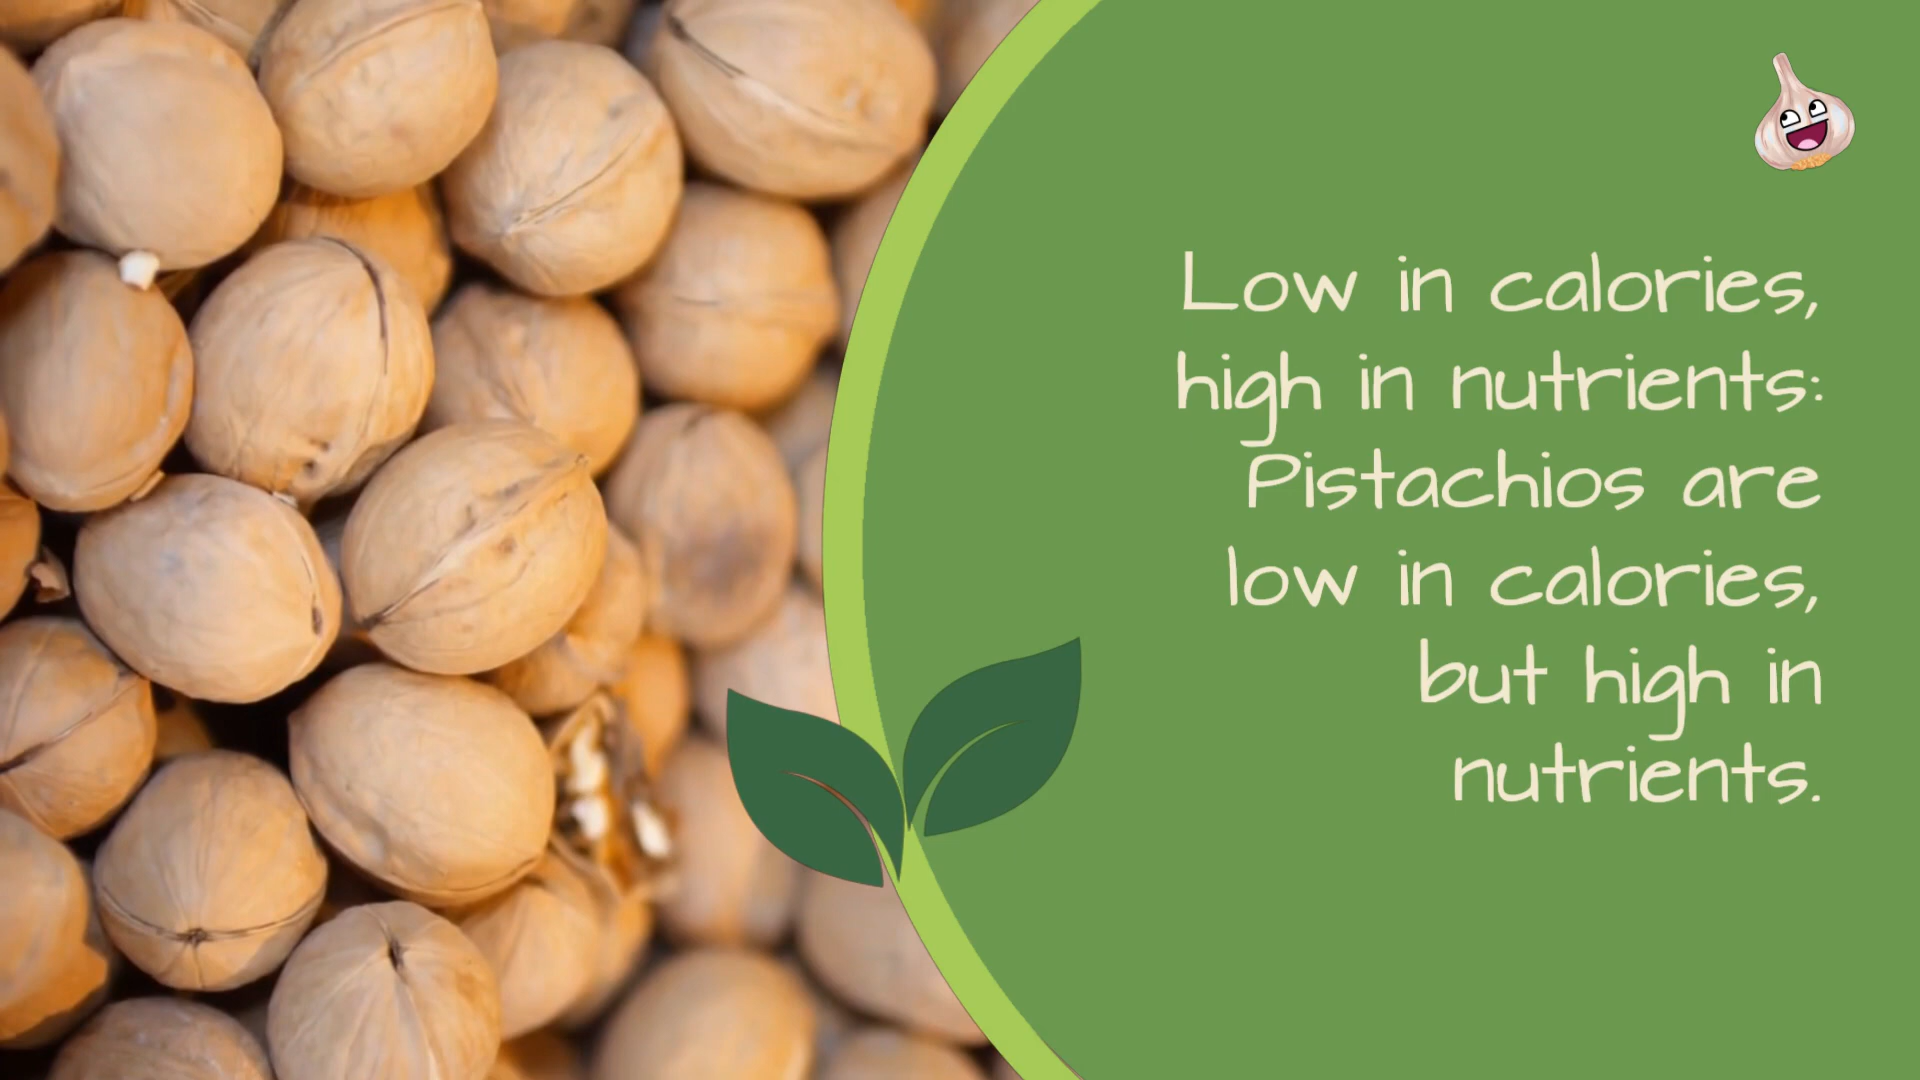 Low in calories,
high in nutrients:
Pistachios are
low in calories,
but high in
nutrients.